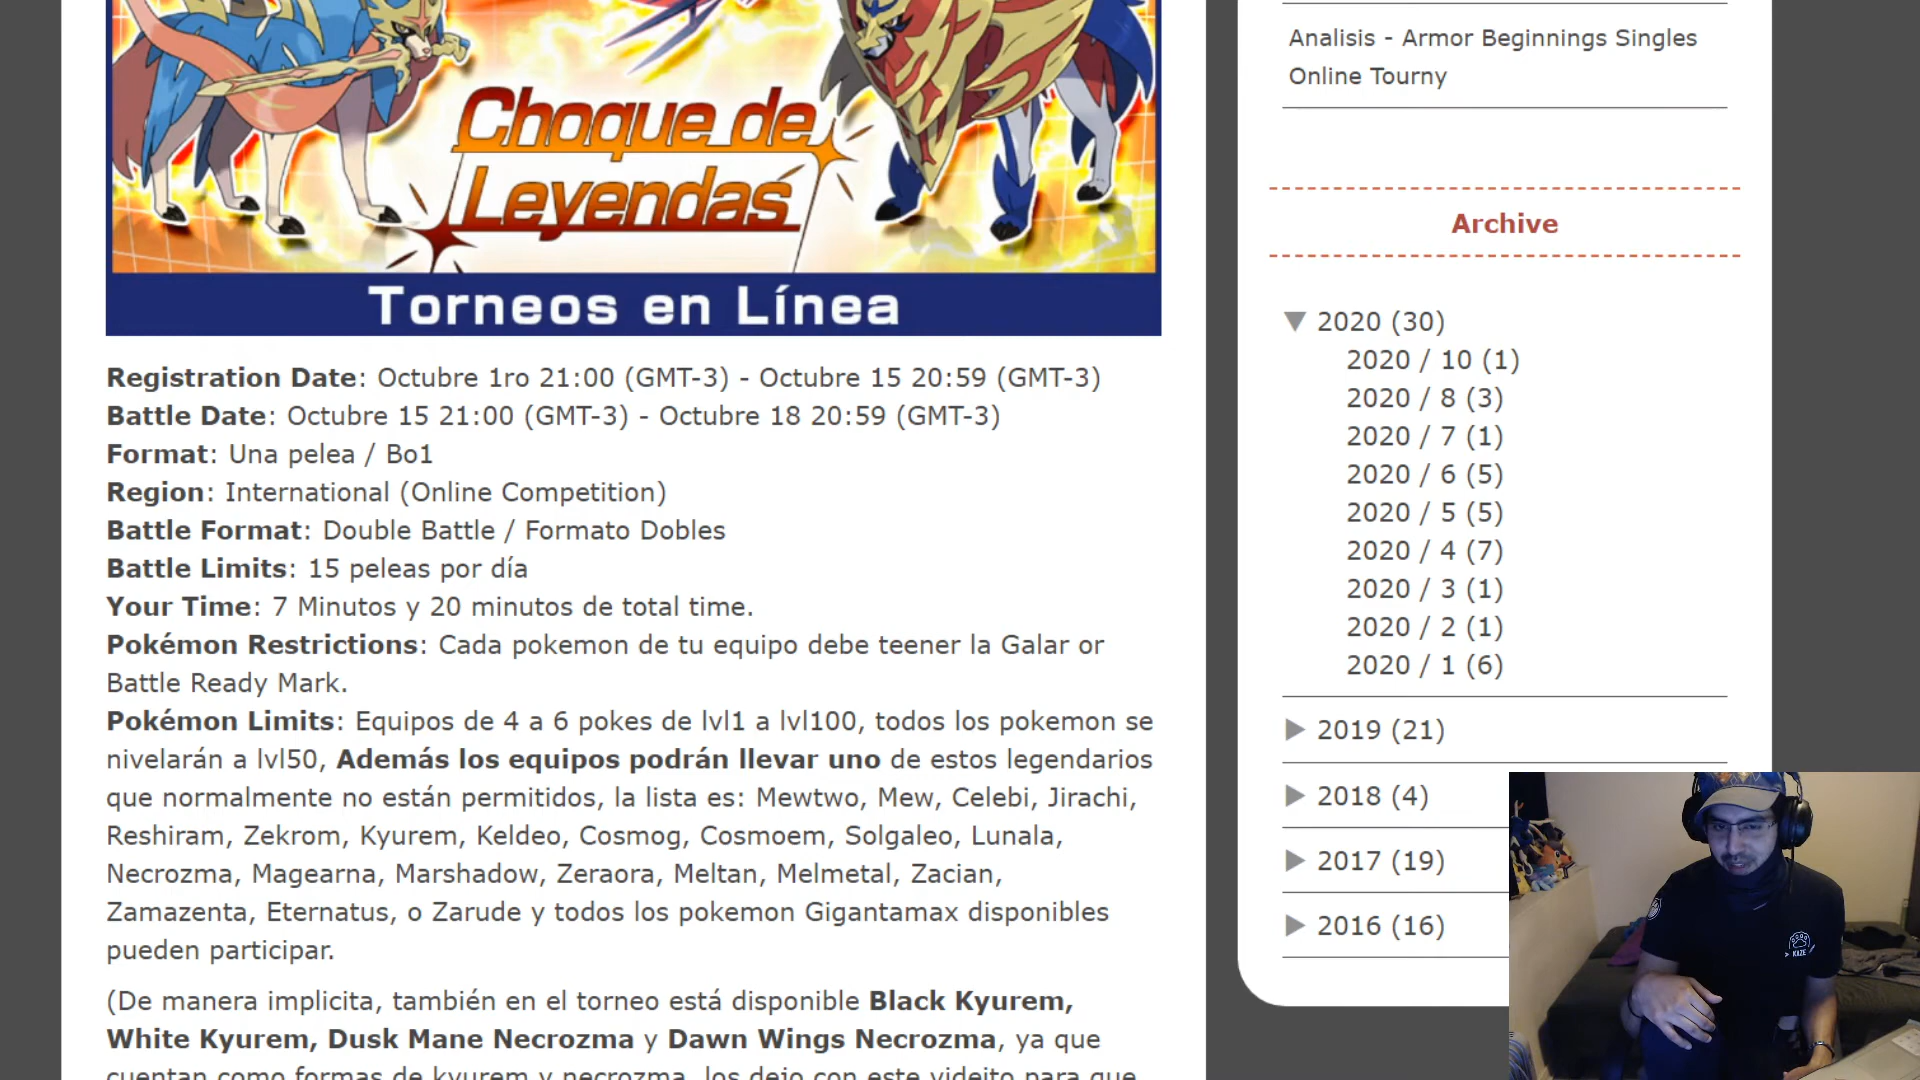 Choque de
Leyendas
Torneos en Línea
Registration Date: Octubre 1ro 21:00 (GMT-3) - Octubre 15 20:59 (GMT-3)
Battle Date: Octubre 15 21:00 (GMT-3) - Octubre 18 20:59 (GMT-3)
Format: Una pelea / Bo1
Region: International (Online Competition)
Battle Format: Double Battle / Formato Dobles
Battle Limits: 15 peleas por día
Your Time: 7 Minutos y 20 minutos de total time.
Pokémon Restrictions: Cada pokemon de tu equipo debe teener la Galar or
Battle Ready Mark.
Pokémon Limits: Equipos de 4 a 6 pokes de lvl1 a lvl100, todos los pokemon se
nivelarán a lvl50, Además los equipos podrán llevar uno de estos legendarios
que normalmente no están permitidos, la lista es: Mewtwo, Mew, Celebi, Jirachi,
Reshiram, Zekrom, Kyurem, Keldeo, Cosmog, Cosmoem, Solgaleo, Lunala,
Necrozma, Magearna, Marshadow, Zeraora, Meltan, Melmetal, Zacian,
Zamazenta, Eternatus, o Zarude y todos los pokemon Gigantamax disponibles
pueden participar.
(De manera implicita, también en el torneo está disponible Black Kyurem,
White Kyurem, Dusk Mane Necrozma y Dawn Wings Necrozma, ya que
cuentan como formas de kyurem y necrozma, los dejo con este videito para que
Analisis - Armor Beginnings Singles
Online Tourny
Archive
▼ 2020 (30)
2020 / 10 (1)
2020 / 8 (3)
2020 / 7 (1)
2020 / 6 (5)
2020 / 5 (5)
2020 / 4 (7)
2020 / 3 (1)
2020 / 2 (1)
2020 / 1 (6)
▶ 2019 (21)
▶ 2018 (4)
▶ 2017 (19)
▶ 2016 (16)
KAZE